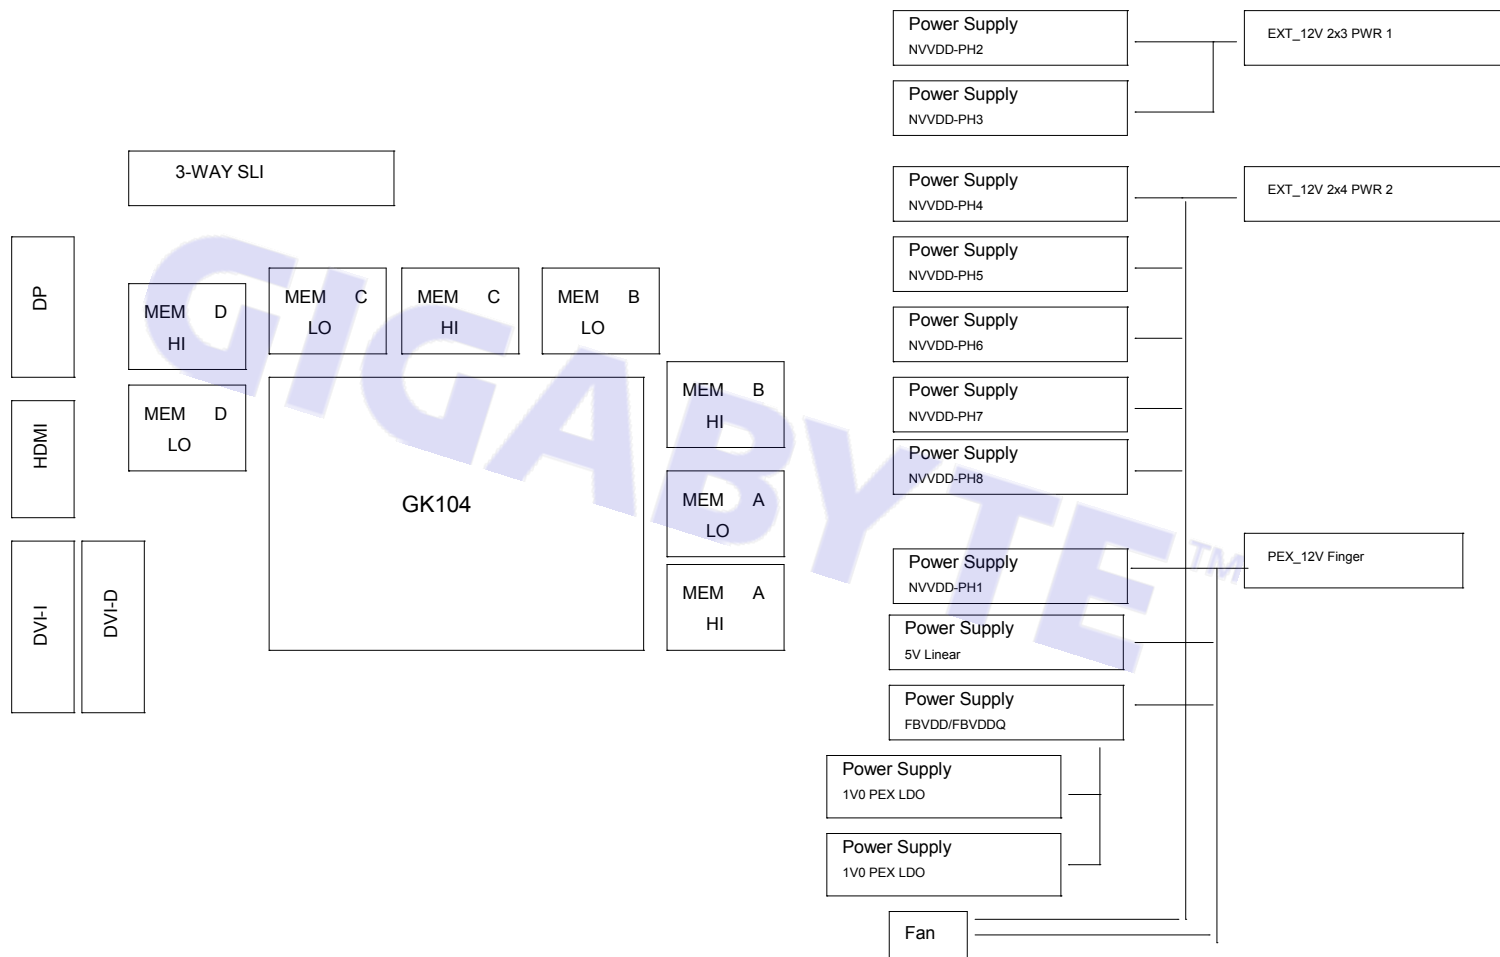 3-WAY SLI
DP
HDMI
DVI-I
DVI-D
MEM D
HI
MEM D
LO
MEM C
LO
MEM C
HI
MEM B
LO
MEM B
HI
MEM A
LO
MEM A
HI
GK104
GIGABYTE™
Power Supply
NVVDD-PH2
Power Supply
NVVDD-PH3
EXT_12V 2x3 PWR 1
Power Supply
NVVDD-PH4
EXT_12V 2x4 PWR 2
Power Supply
NVVDD-PH5
Power Supply
NVVDD-PH6
Power Supply
NVVDD-PH7
Power Supply
NVVDD-PH8
Power Supply
NVVDD-PH1
PEX_12V Finger
Power Supply
5V Linear
Power Supply
FBVDD/FBVDDQ
Power Supply
1V0 PEX LDO
Power Supply
1V0 PEX LDO
Fan